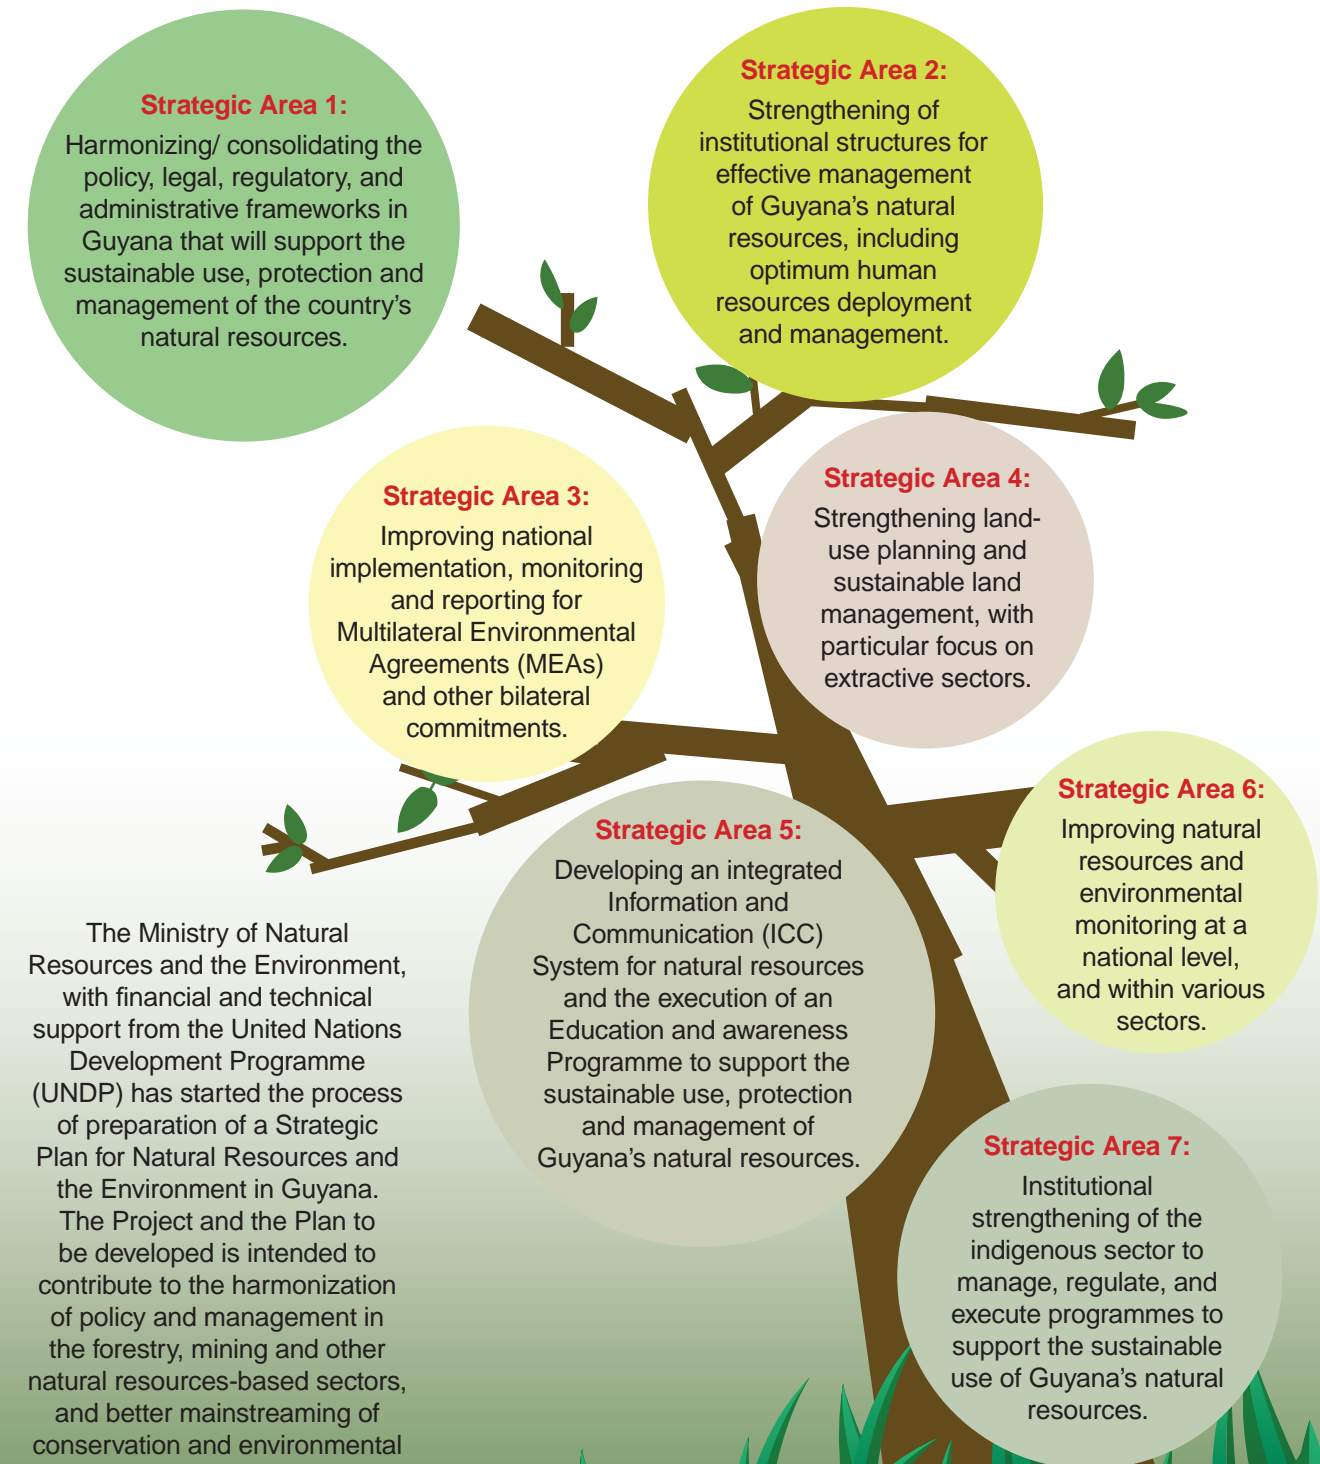 Strategic Area 1:
Harmonizing/ consolidating the
policy, legal, regulatory, and
administrative frameworks in
Guyana that will support the
sustainable use, protection and
management of the country’s
natural resources.
Strategic Area 2:
Strengthening of
institutional structures for
effective management
of Guyana’s natural
resources, including
optimum human
resources deployment
and management.
Strategic Area 3:
Improving national
implementation, monitoring
and reporting for
Multilateral Environmental
Agreements (MEAs)
and other bilateral
commitments.
Strategic Area 4:
Strengthening land-
use planning and
sustainable land
management, with
particular focus on
extractive sectors.
Strategic Area 5:
Developing an integrated
Information and
Communication (ICC)
System for natural resources
and the execution of an
Education and awareness
Programme to support the
sustainable use, protection
and management of
Guyana’s natural resources.
Strategic Area 6:
Improving natural
resources and
environmental
monitoring at a
national level,
and within various
sectors.
Strategic Area 7:
Institutional
strengthening of the
indigenous sector to
manage, regulate, and
execute programmes to
support the sustainable
use of Guyana’s natural
resources.
The Ministry of Natural
Resources and the Environment,
with financial and technical
support from the United Nations
Development Programme
(UNDP) has started the process
of preparation of a Strategic
Plan for Natural Resources and
the Environment in Guyana.
The Project and the Plan to
be developed is intended to
contribute to the harmonization
of policy and management in
the forestry, mining and other
natural resources-based sectors,
and better mainstreaming of
conservation and environmental